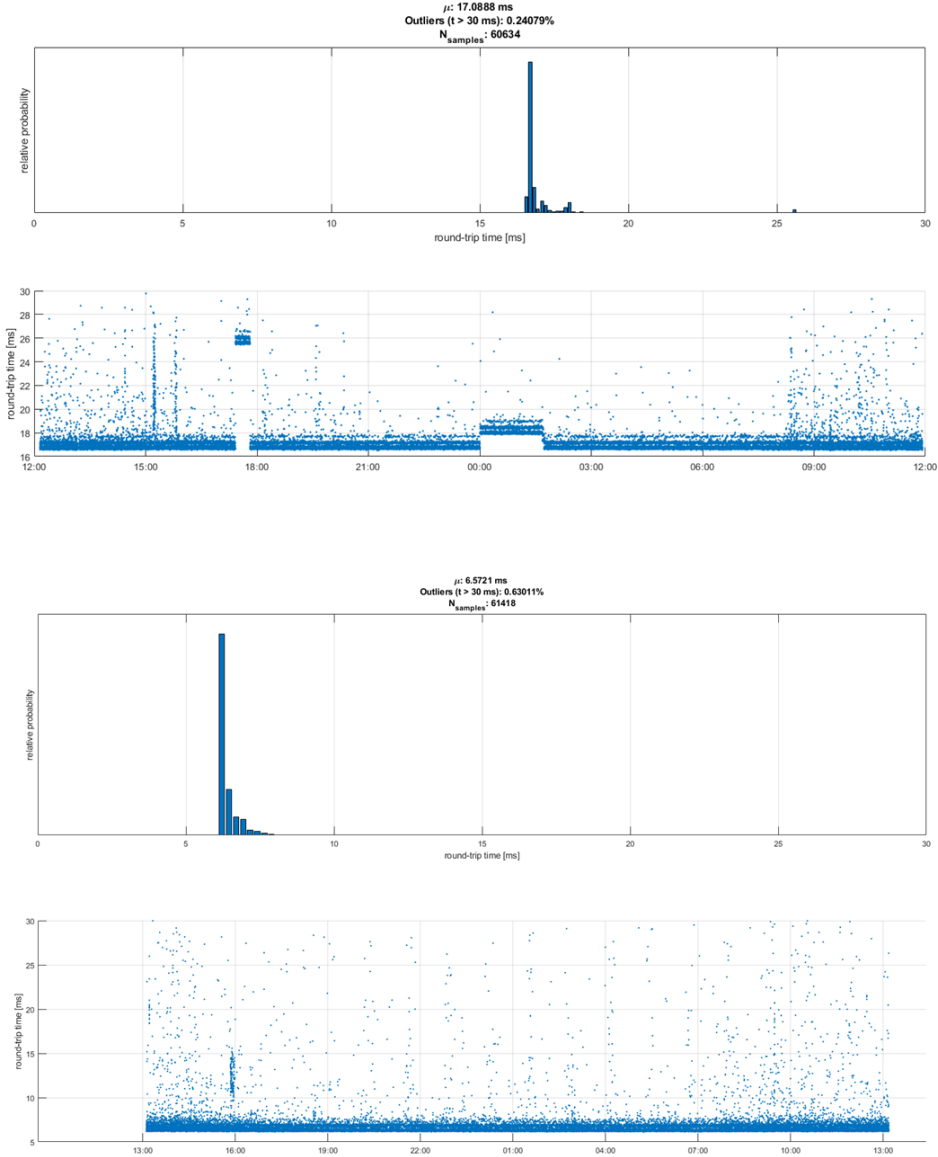 μ: 17.0888 ms
Outliers (t > 30 ms): 0.24079%
N_samples: 60634
relative probability
0 5 10 15 20 25 30
round-trip time [ms]
round-trip time [ms]
30
28
26
24
22
20
18
16
12:00 15:00 18:00 21:00 00:00 03:00 06:00 09:00 12:00
μ: 6.5721 ms
Outliers (t > 30 ms): 0.63011%
N_samples: 61418
relative probability
0 5 10 15 20 25 30
round-trip time [ms]
round-trip time [ms]
30
25
20
15
10
5
13:00 16:00 19:00 22:00 01:00 04:00 07:00 10:00 13:00